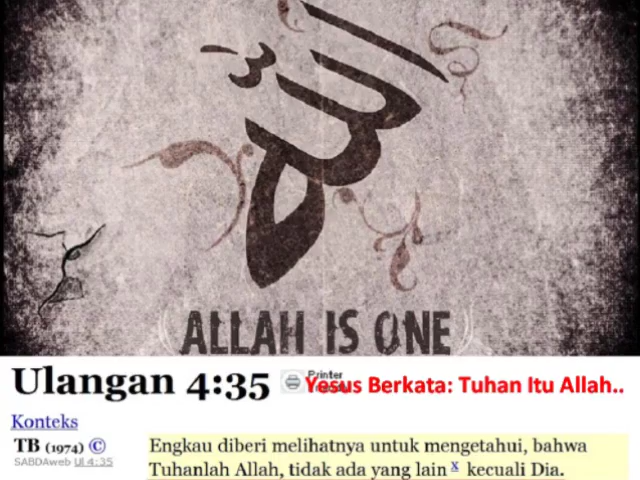 الله
ALLAH IS ONE
Ulangan 4:35 Printer Yesus Berkata: Tuhan Itu Allah..
Konteks
TB (1974) © Engkau diberi melihatnya untuk mengetahui, bahwa
SABDAweb Ul 4:35 Tuhanlah Allah, tidak ada yang lain x kecuali Dia.